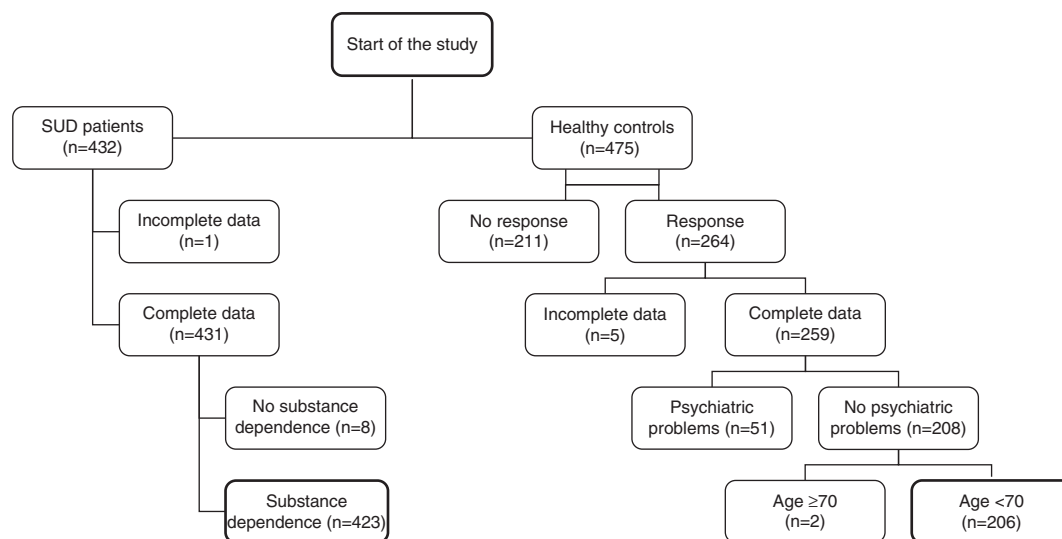 Start of the study
SUD patients
(n=432)
Healthy controls
(n=475)
Incomplete data
(n=1)
No response
(n=211)
Response
(n=264)
Complete data
(n=431)
Incomplete data
(n=5)
Complete data
(n=259)
No substance
dependence (n=8)
Psychiatric
problems (n=51)
No psychiatric
problems (n=208)
Substance
dependence (n=423)
Age ≥70
(n=2)
Age <70
(n=206)